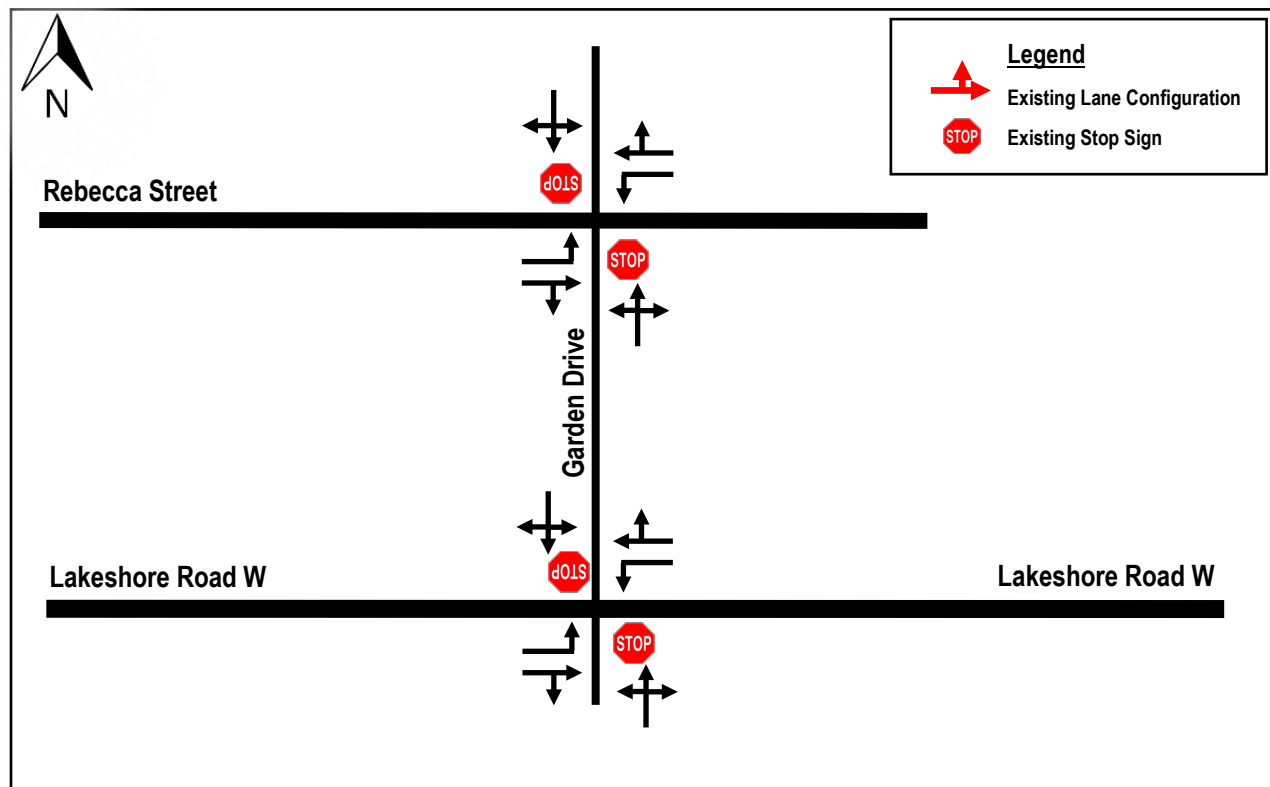 N
Legend
Existing Lane Configuration
STOP
Existing Stop Sign
Rebecca Street
STOP
STOP
Garden Drive
Lakeshore Road W
STOP
Lakeshore Road W
STOP